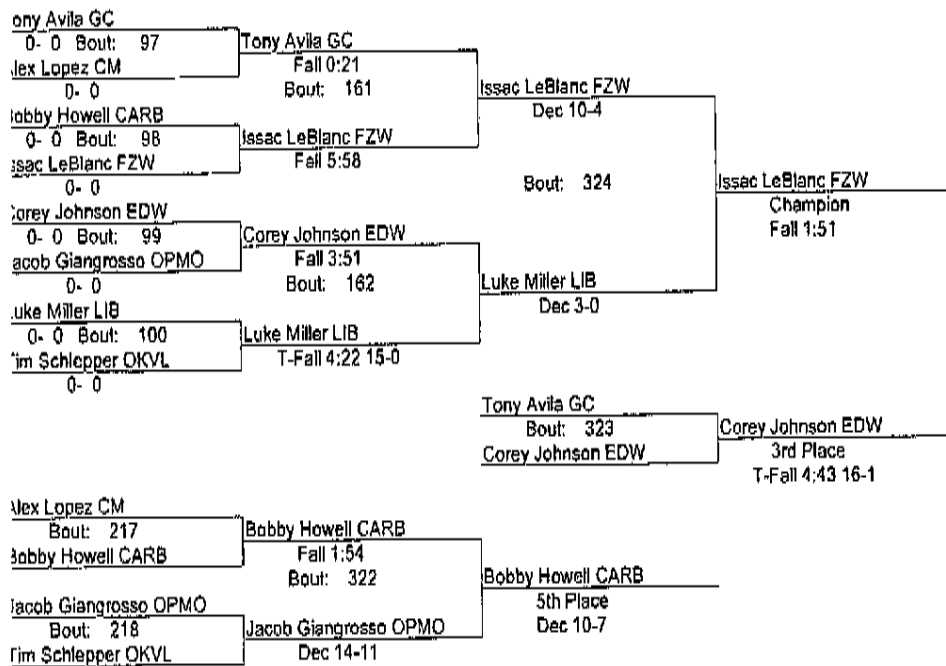 Tony Avila GC
0- 0 Bout: 97
Alex Lopez CM
0- 0
Bobby Howell CARB
0- 0 Bout: 98
Issac LeBlanc FZW
0- 0
Corey Johnson EDW
0- 0 Bout: 99
Jacob Giangrosso OPMO
0- 0
Luke Miller LIB
0- 0 Bout: 100
Tim Schlepper OKVL
0- 0
Tony Avila GC
Fall 0:21
Bout: 161
Issac LeBlanc FZW
Fall 5:58
Corey Johnson EDW
Fall 3:51
Bout: 162
Luke Miller LIB
T-Fall 4:22 15-0
Issac LeBlanc FZW
Dec 10-4
Bout: 324
Luke Miller LIB
Dec 3-0
Issac LeBlanc FZW
Champion
Fall 1:51
Tony Avila GC
Bout: 323
Corey Johnson EDW
Corey Johnson EDW
3rd Place
T-Fall 4:43 16-1
Alex Lopez CM
Bout: 217
Bobby Howell CARB
Jacob Giangrosso OPMO
Bout: 218
Tim Schlepper OKVL
Bobby Howell CARB
Fall 1:54
Bout: 322
Jacob Giangrosso OPMO
Dec 14-11
Bobby Howell CARB
5th Place
Dec 10-7